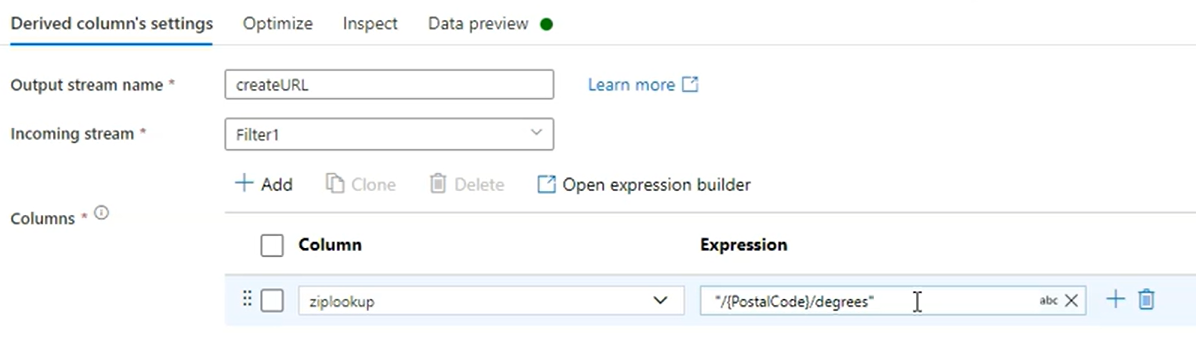 Derived column's settings Optimize Inspect Data preview
Output stream name * createURL Learn more
Incoming stream * Filter1
Add Clone Delete Open expression builder
Columns *
Column Expression
ziplookup "/{PostalCode}/degrees" abc